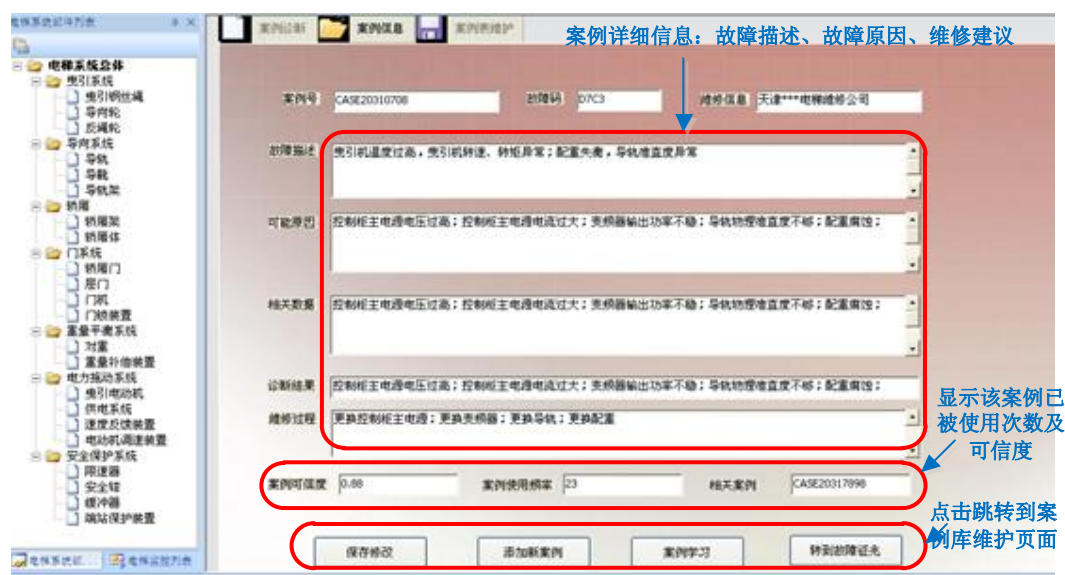 电梯系统部件列表
案例诊断 案例信息 案例库维护
案例详细信息：故障描述、故障原因、维修建议
电梯系统总体
曳引系统
曳引钢丝绳
导向轮
反绳轮
导向系统
导轨
导靴
导轨架
轿厢
轿厢架
轿厢体
门系统
轿厢门
层门
门机
门锁装置
重量平衡系统
对重
重量补偿装置
电力拖动系统
曳引电动机
供电系统
速度反馈装置
电动机调速装置
安全保护系统
限速器
安全钳
缓冲器
端站保护装置
电梯监控列表
案例号 CASE20310708 故障码 D7C3 维修信息 天津***电梯维修公司
故障描述 曳引机温度过高，曳引机转速、转矩异常；配置失衡，导轨准直度异常
可能原因 控制柜主电源电压过高；控制柜主电源电流过大；变频器输出功率不稳；导轨物理准直度不够；配重腐蚀；
相关数据 控制柜主电源电压过高；控制柜主电源电流过大；变频器输出功率不稳；导轨物理准直度不够；配重腐蚀；
诊断结果 控制柜主电源电压过高；控制柜主电源电流过大；变频器输出功率不稳；导轨物理准直度不够；配重腐蚀；
维修过程 更换控制柜主电源；更换变频器；更换导轨；更换配置
显示该案例已
被使用次数及
可信度
案例可信度 0.88 案例使用频率 23 相关案例 CASE20317898
点击跳转到案
例库维护页面
保存修改 添加新案例 案例学习 转到故障征兆